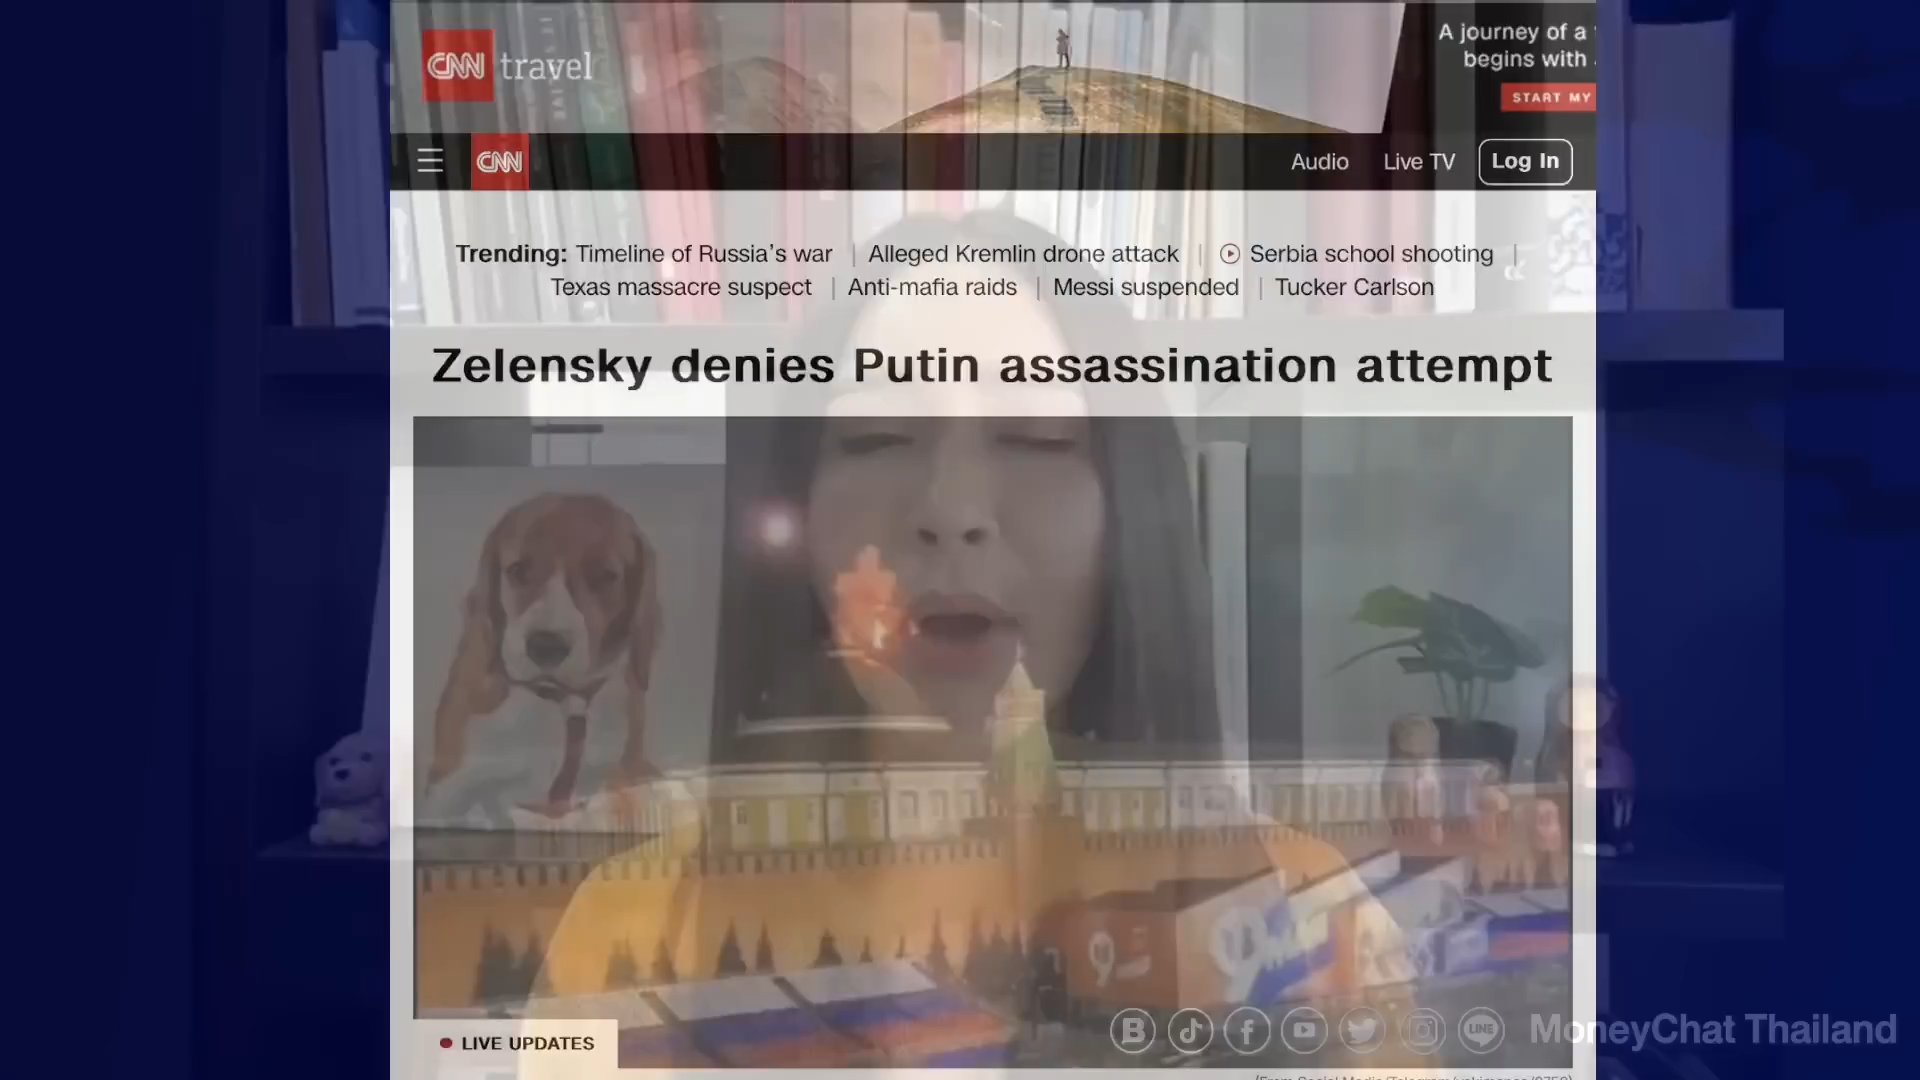 CNN travel
A journey of a
begins with
START MY
CNN
Audio
Live TV
Log In
Trending: Timeline of Russia's war | Alleged Kremlin drone attack | Serbia school shooting |
Texas massacre suspect | Anti-mafia raids | Messi suspended | Tucker Carlson
Zelensky denies Putin assassination attempt
LIVE UPDATES
LINE
MoneyChat Thailand